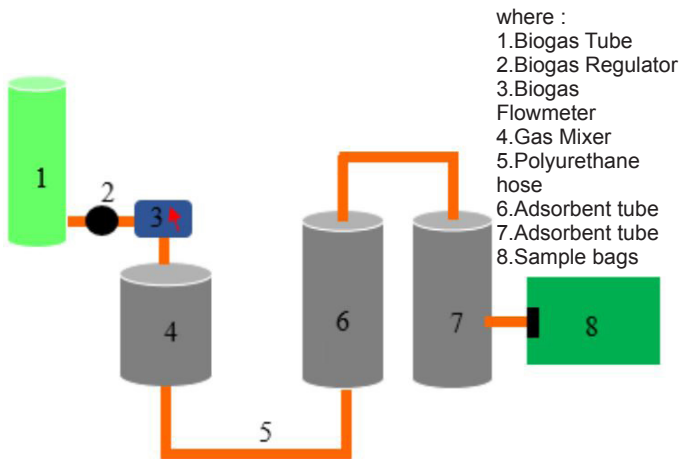 where :
1.Biogas Tube
2.Biogas Regulator
3.Biogas
Flowmeter
4.Gas Mixer
5.Polyurethane
hose
6.Adsorbent tube
7.Adsorbent tube
8.Sample bags
1
2
3
4
5
6
7
8